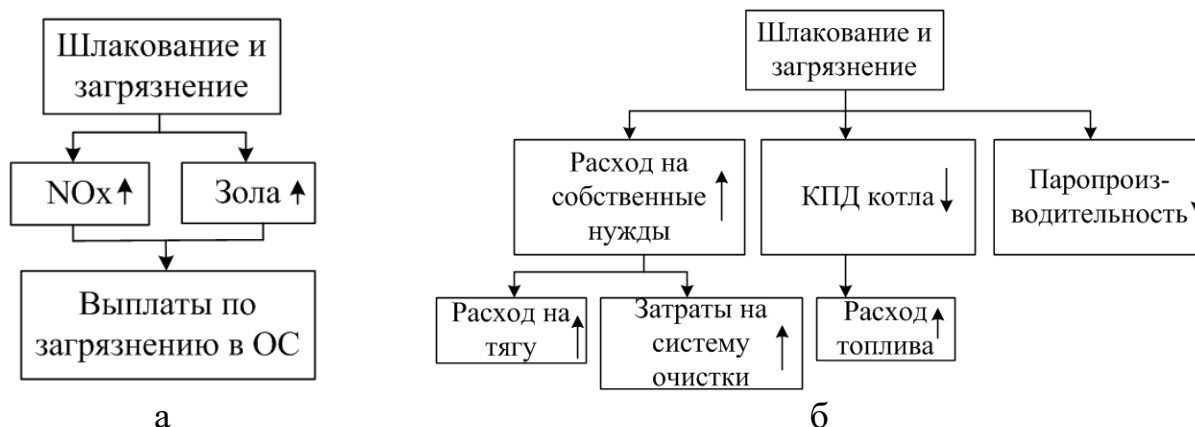 Шлакование и
загрязнение
NOx
Зола
Выплаты по
загрязнению в ОС
а
Шлакование и
загрязнение
Расход на
собственные
нужды
КПД котла
Паропроиз-
водительность
Расход на
тягу
Затраты на
систему
очистки
Расход
топлива
б